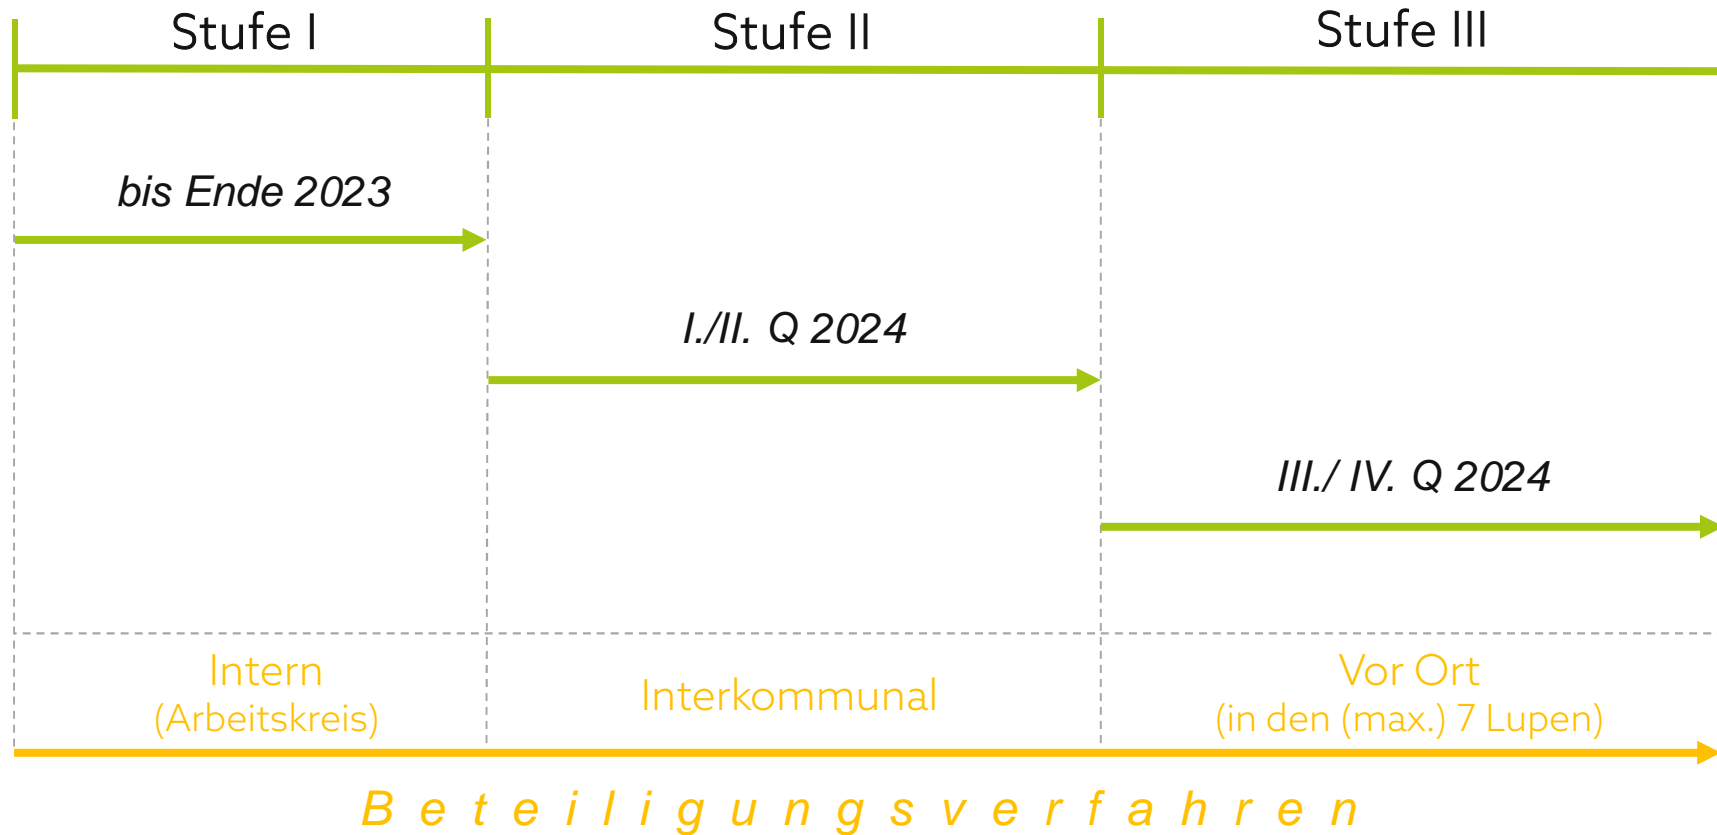 Stufe I
Stufe II
Stufe III
bis Ende 2023
I./II. Q 2024
III./ IV. Q 2024
Intern
(Arbeitskreis)
Interkommunal
Vor Ort
(in den (max.) 7 Lupen)
Beteiligungsverfahren